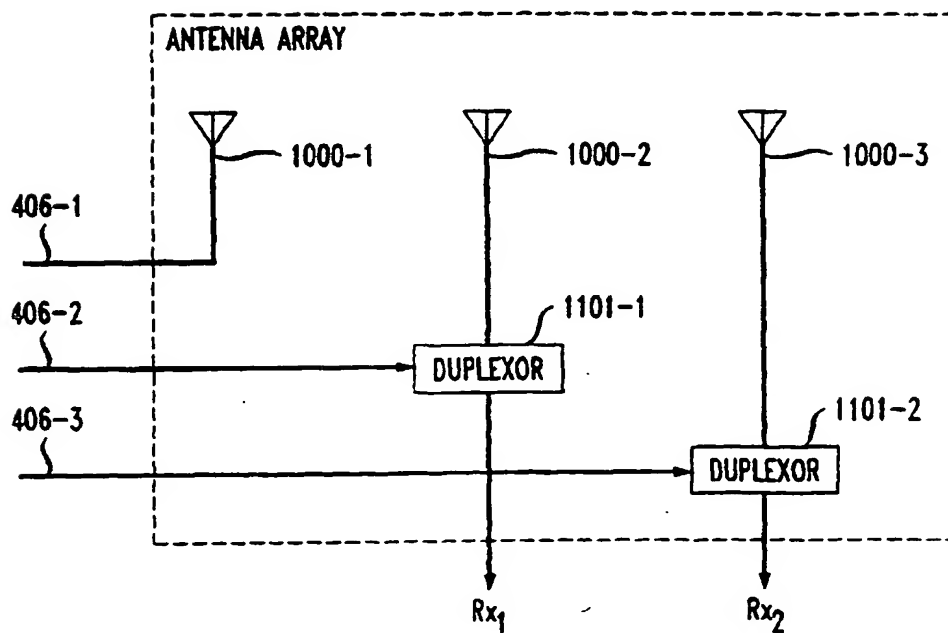 ANTENNA ARRAY
1000-1
1000-2
1000-3
406-1
406-2
1101-1
DUPLEXOR
406-3
1101-2
DUPLEXOR
Rx1
Rx2